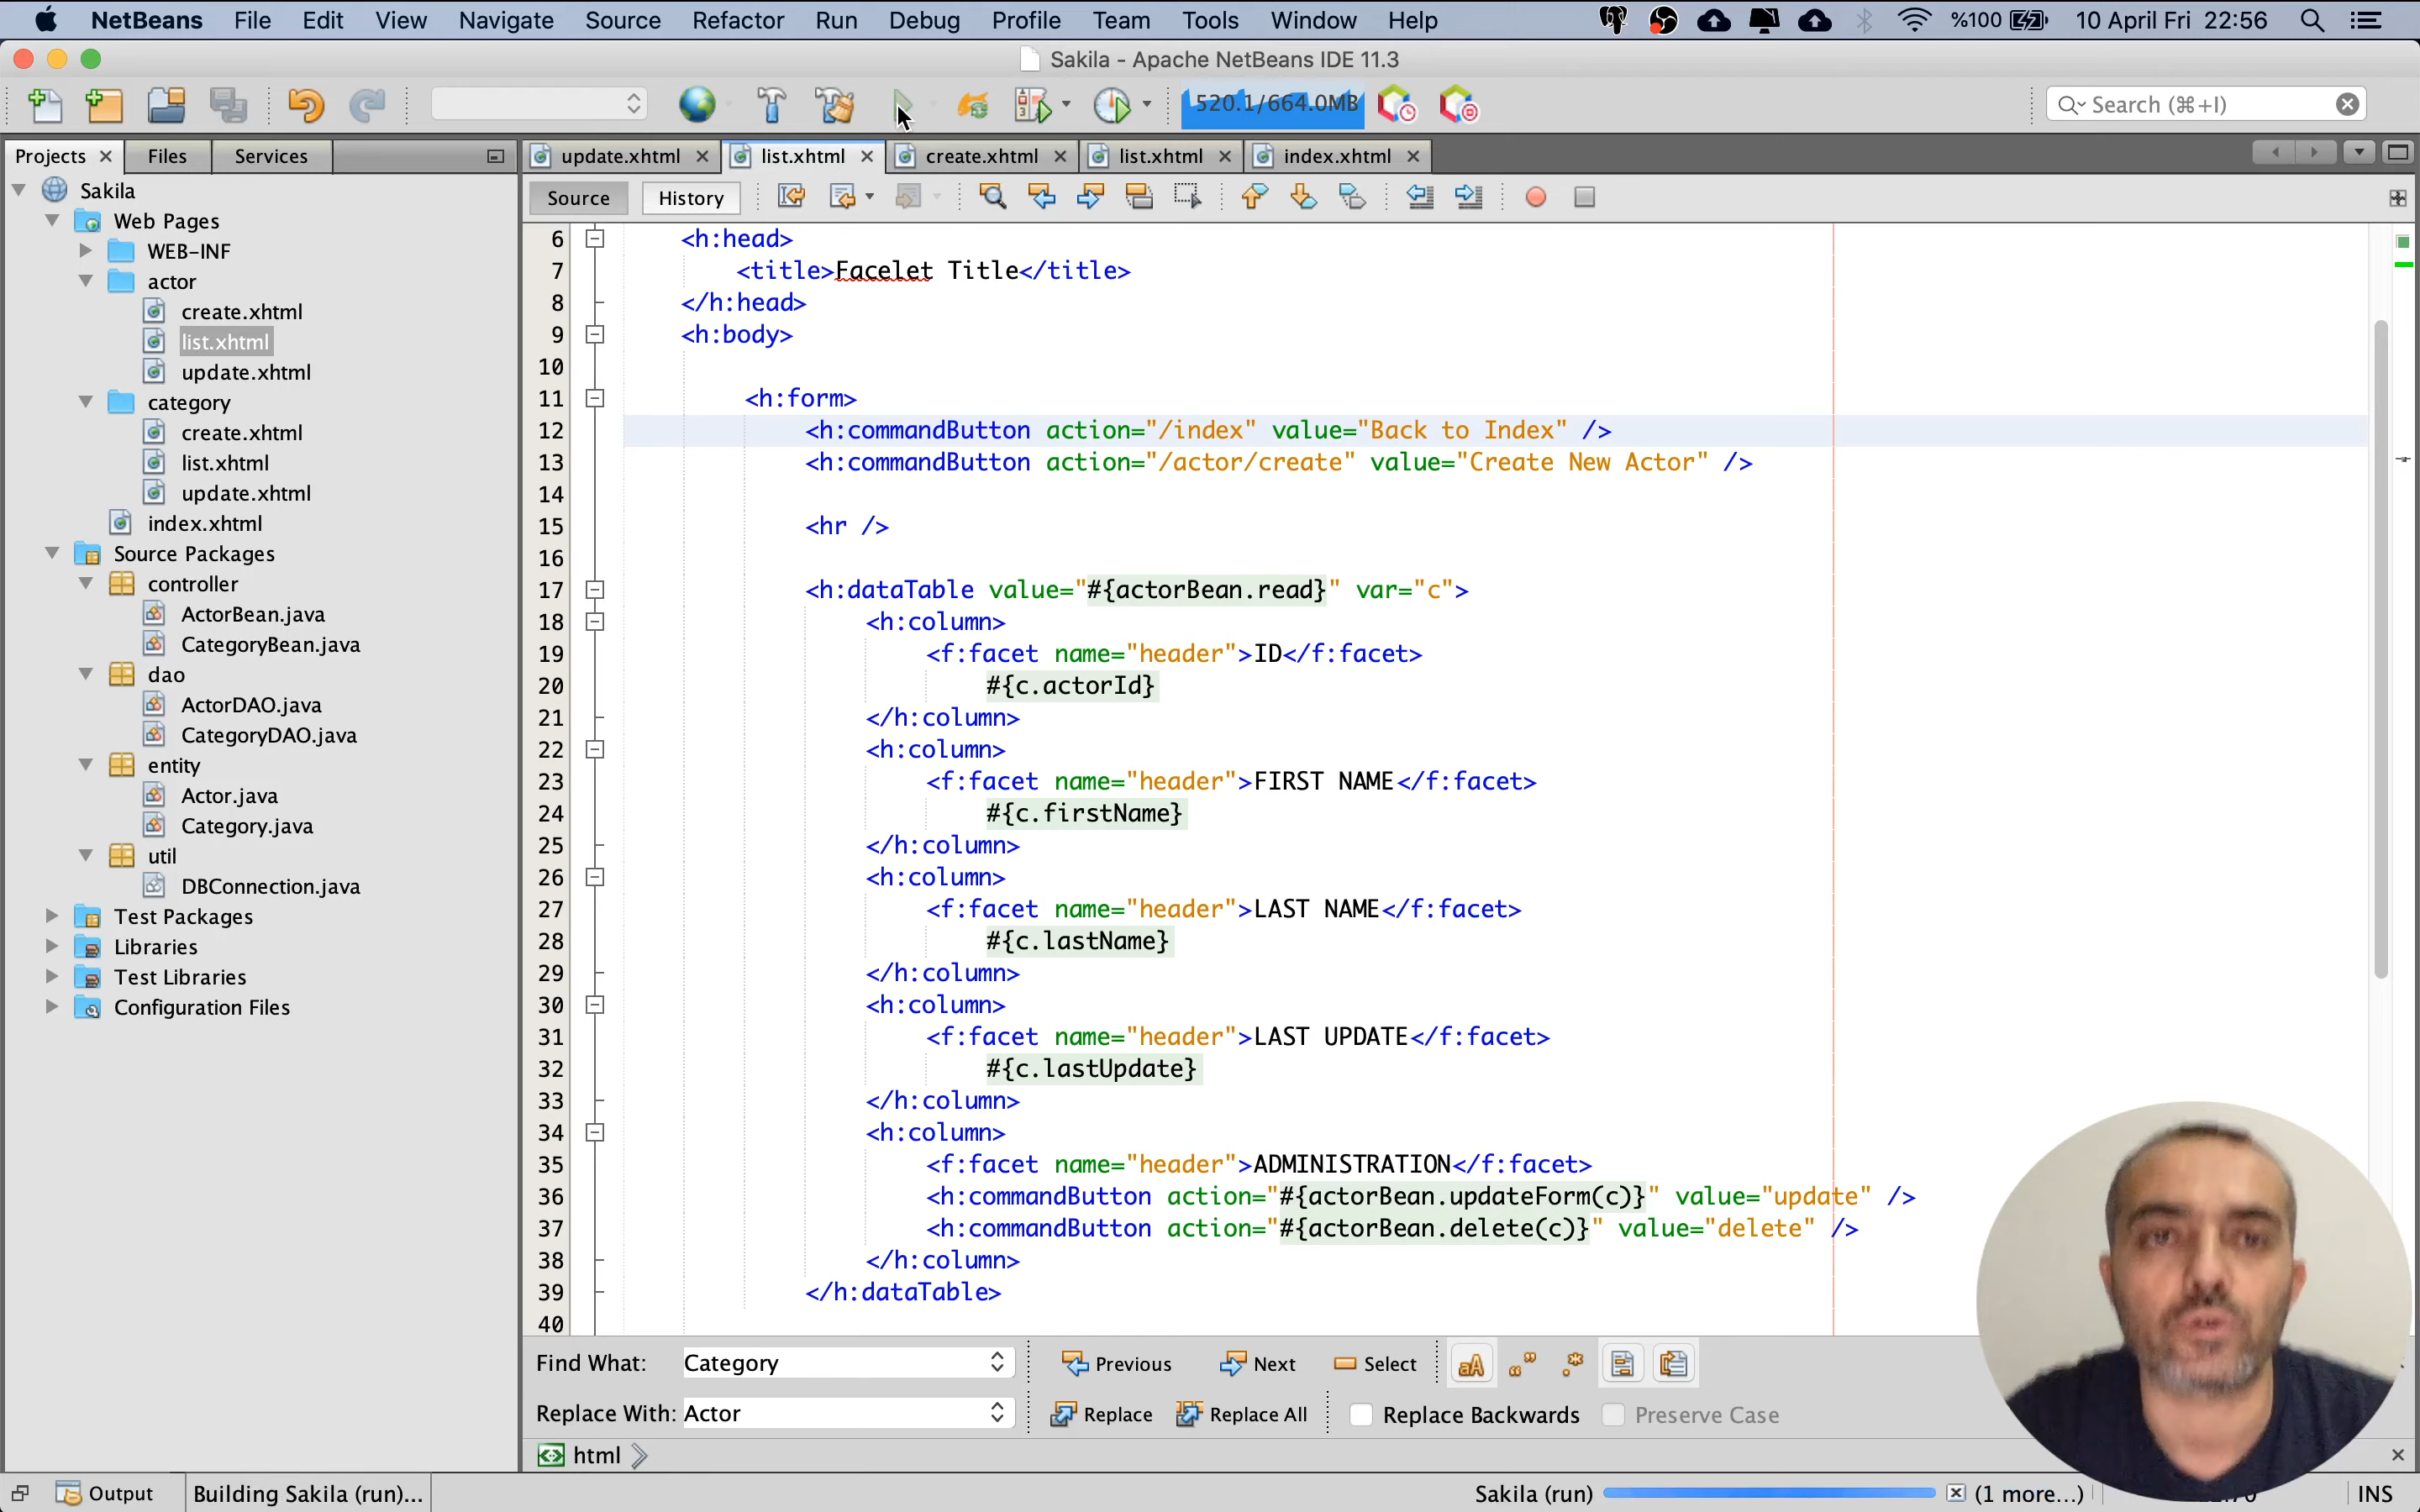 NetBeans File Edit View Navigate Source Refactor Run Debug Profile Team Tools Window Help %100 10 April Fri 22:56
Sakila - Apache NetBeans IDE 11.3
520.1/664.0MB Search (⌘+I)
Projects Files Services update.xhtml list.xhtml create.xhtml list.xhtml index.xhtml
Source History
Sakila
Web Pages
WEB-INF
actor
create.xhtml
list.xhtml
update.xhtml
category
create.xhtml
list.xhtml
update.xhtml
index.xhtml
Source Packages
controller
ActorBean.java
CategoryBean.java
dao
ActorDAO.java
CategoryDAO.java
entity
Actor.java
Category.java
util
DBConnection.java
Test Packages
Libraries
Test Libraries
Configuration Files
6 <h:head>
7 <title>Facelet Title</title>
8 </h:head>
9 <h:body>
10
11 <h:form>
12 <h:commandButton action="/index" value="Back to Index" />
13 <h:commandButton action="/actor/create" value="Create New Actor" />
14
15 <hr />
16
17 <h:dataTable value="#{actorBean.read}" var="c">
18 <h:column>
19 <f:facet name="header">ID</f:facet>
20 #{c.actorId}
21 </h:column>
22 <h:column>
23 <f:facet name="header">FIRST NAME</f:facet>
24 #{c.firstName}
25 </h:column>
26 <h:column>
27 <f:facet name="header">LAST NAME</f:facet>
28 #{c.lastName}
29 </h:column>
30 <h:column>
31 <f:facet name="header">LAST UPDATE</f:facet>
32 #{c.lastUpdate}
33 </h:column>
34 <h:column>
35 <f:facet name="header">ADMINISTRATION</f:facet>
36 <h:commandButton action="#{actorBean.updateForm(c)}" value="update" />
37 <h:commandButton action="#{actorBean.delete(c)}" value="delete" />
38 </h:column>
39 </h:dataTable>
40
Find What: Category Previous Next Select
Replace With: Actor Replace Replace All Replace Backwards Preserve Case
html
Output Building Sakila (run)... Sakila (run) (1 more...) INS